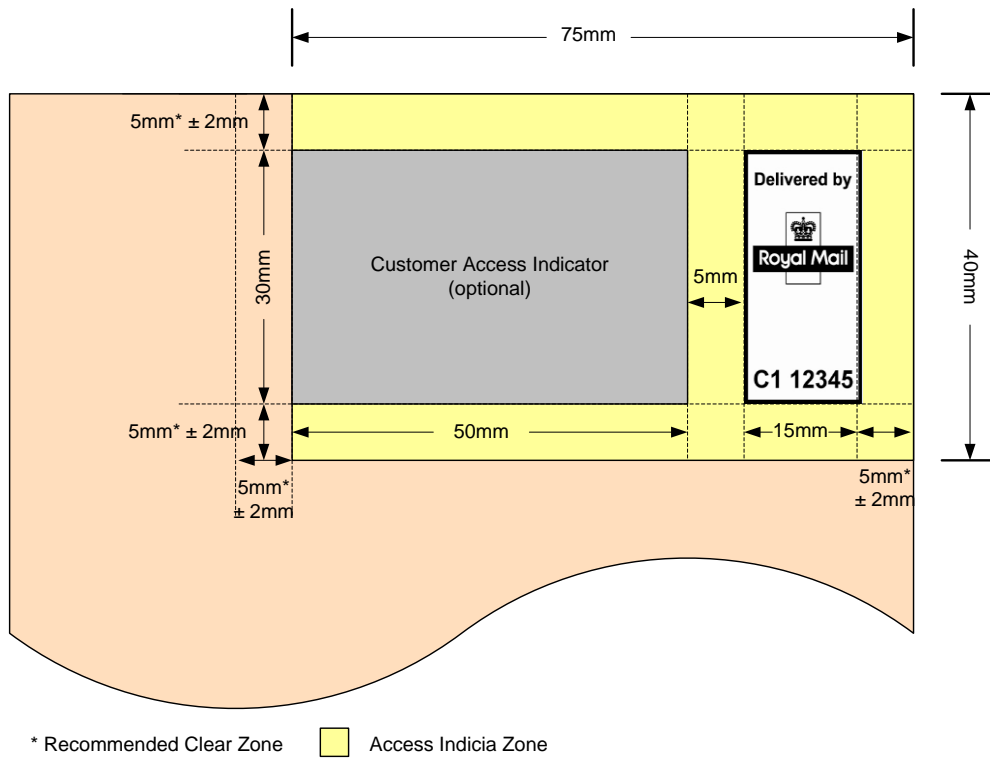 75mm
5mm* ± 2mm
Delivered by
Royal Mail
Customer Access Indicator
(optional)
30mm
5mm
40mm
C1 12345
5mm* ± 2mm
50mm
15mm
5mm*
± 2mm
5mm*
± 2mm
* Recommended Clear Zone
Access Indicia Zone